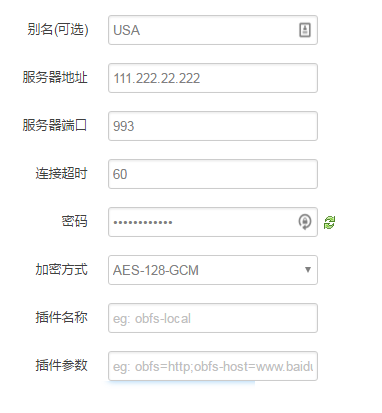 别名(可选) USA
服务器地址 111.222.22.222
服务器端口 993
连接超时 60
密码 ••••••••••••
加密方式 AES-128-GCM
插件名称 eg: obfs-local
插件参数 eg: obfs=http;obfs-host=www.baidu